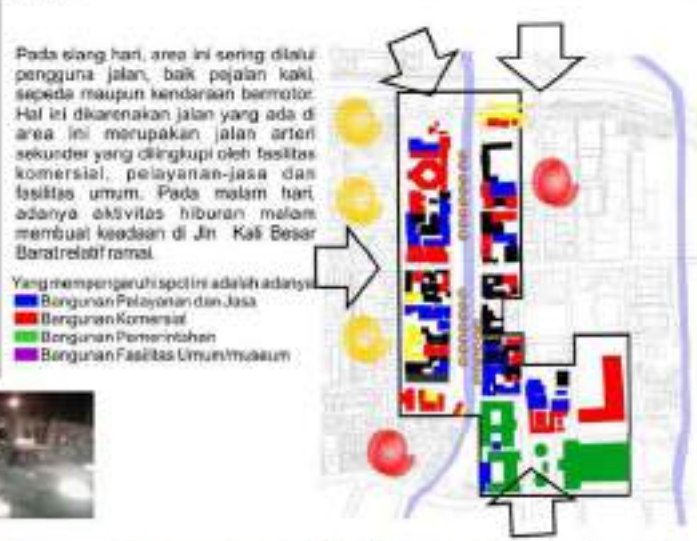 Pada siang hari, area ini sering dilalui
pengguna jalan, baik pejalan kaki,
sepeda maupun kendaraan bermotor.
Hal ini dikarenakan jalan yang ada di
area ini merupakan jalan arteri
sekunder yang dilingkupi oleh fasilitas
komersial, pelayanan-jasa dan
fasilitas umum. Pada malam hari,
adanya aktivitas hiburan malam
membuat keadaan di Jln Kali Besar
Barat relatif ramai.
Yang mempengaruhi spot ini adalah adanya
Bangunan Pelayanan dan Jasa
Bangunan Komersial
Bangunan Pemerintahan
Bangunan Fasilitas Umum/museum